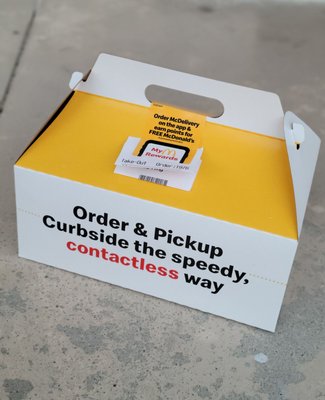 Order McDelivery
on the app &
earn points for
FREE McDonald's
My
Rewards
Take-Out Order:
Order & Pickup
Curbside the speedy,
contactless way